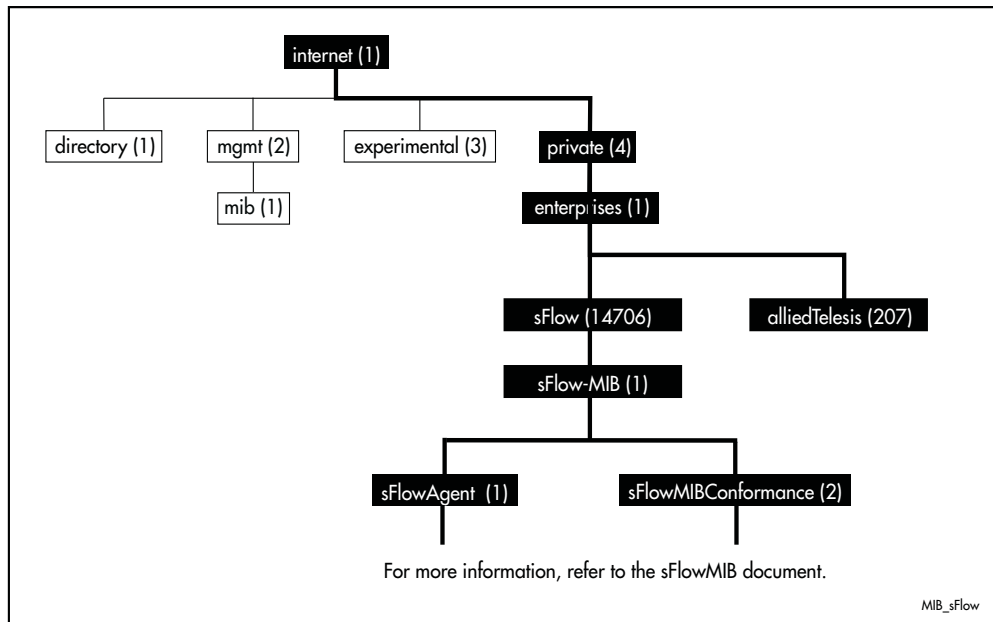 internet (1)
directory (1)
mgmt (2)
experimental (3)
private (4)
mib (1)
enterprises (1)
sFlow (14706)
alliedTelesis (207)
sFlow-MIB (1)
sFlowAgent (1)
sFlowMIBConformance (2)
For more information, refer to the sFlowMIB document.
MIB_sFlow